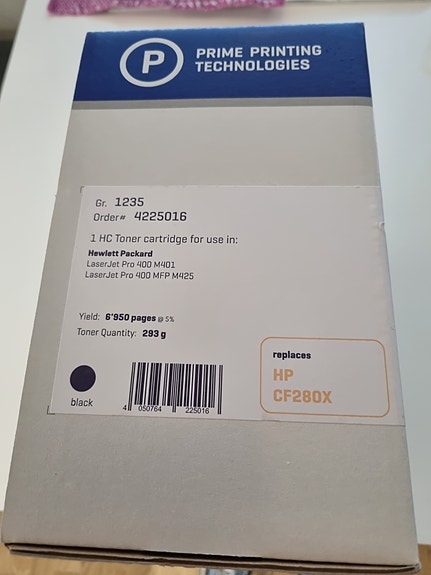 P
PRIME PRINTING
TECHNOLOGIES
Gr. 1235
Order# 4225016
1 HC Toner cartridge for use in:
Hewlett Packard
LaserJet Pro 400 M401
LaserJet Pro 400 MFP M425
Yield: 6'950 pages @ 5%
Toner Quantity: 293 g
black
4 050764 225016
replaces
HP
CF280X